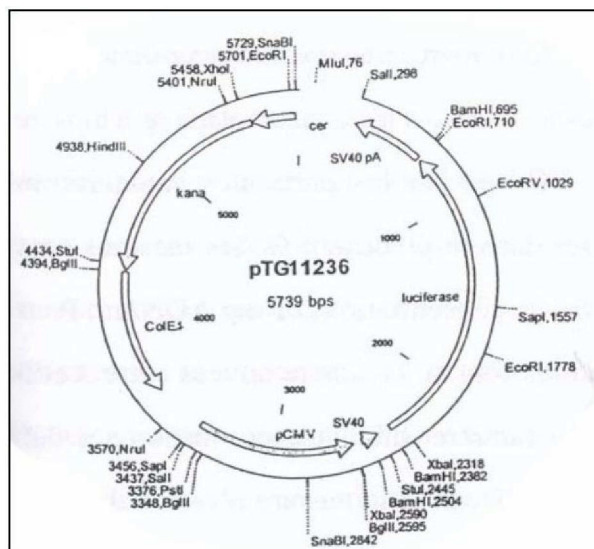 5729,SnaBI
5701,EcoRI
5458,XhoI
5401,NruI
4938,HindIII
4434,StuI
4394,BglII
3570,NruI
3456,SapI
3437,SalI
3376,PstI
3348,BglII
SnaBI,2842
BglII,2595
XbaI,2590
BamHI,2504
StuI,2445
BamHI,2382
XbaI,2318
EcoRI,1778
SapI,1557
EcoRV,1029
EcoRI,710
BamHI,695
SalI,298
MluI,76
cer
SV40 pA
kana
5000
1000
pTG11236
5739 bps
luciferase
4000
2000
3000
pCMV
SV40